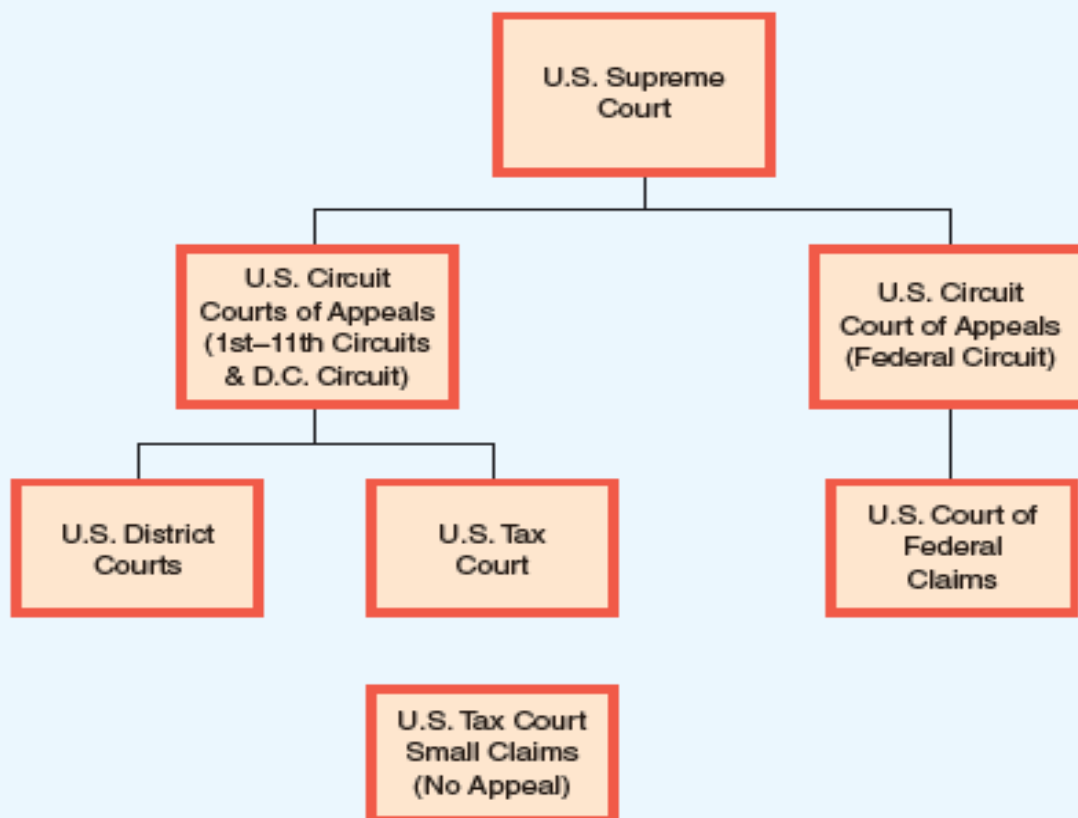 U.S. Supreme
Court
U.S. Circuit
Courts of Appeals
(1st–11th Circuits
& D.C. Circuit)
U.S. Circuit
Court of Appeals
(Federal Circuit)
U.S. District
Courts
U.S. Tax
Court
U.S. Court of
Federal
Claims
U.S. Tax Court
Small Claims
(No Appeal)